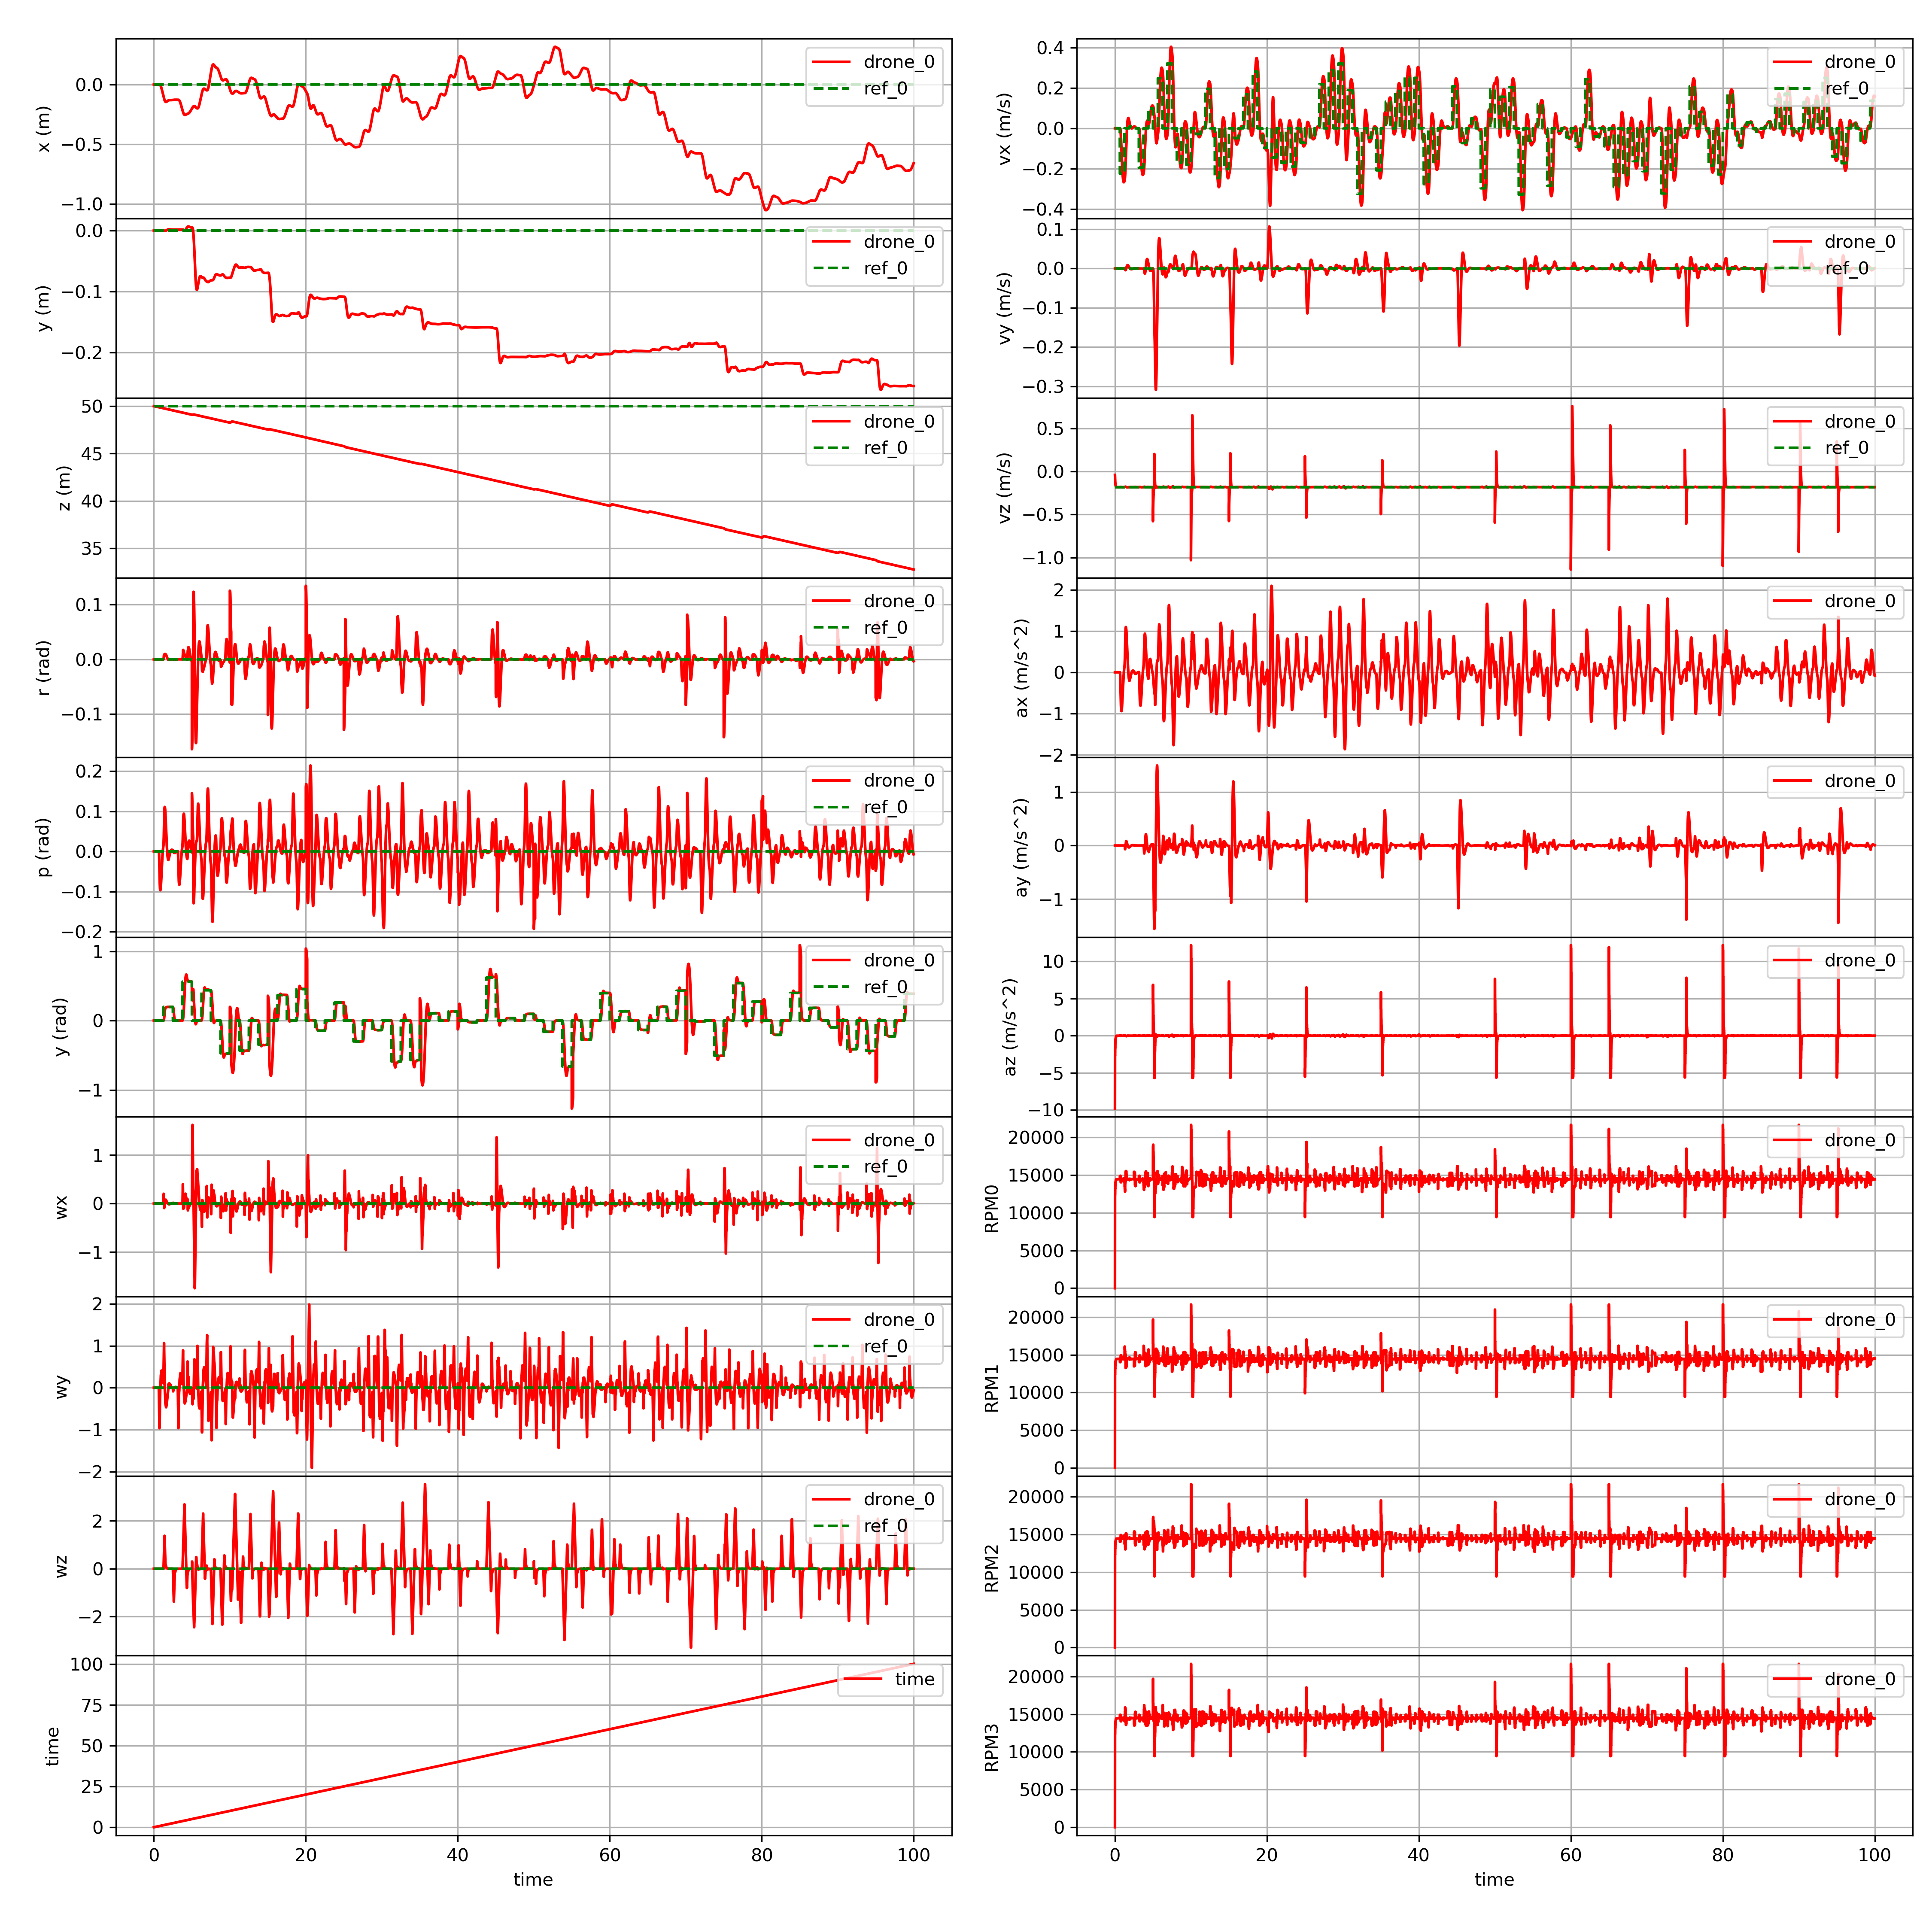 0.0
−0.5
−1.0
x (m)
drone_0
ref_0
0.0
−0.1
−0.2
y (m)
drone_0
ref_0
50
45
40
35
z (m)
drone_0
ref_0
0.1
0.0
−0.1
r (rad)
drone_0
ref_0
0.2
0.1
0.0
−0.1
−0.2
p (rad)
drone_0
ref_0
1
0
−1
y (rad)
drone_0
ref_0
1
0
−1
wx
drone_0
ref_0
2
1
0
−1
−2
wy
drone_0
ref_0
2
0
−2
wz
drone_0
ref_0
100
75
50
25
0
time
time
0 20 40 60 80 100
time
0.4
0.2
0.0
−0.2
−0.4
vx (m/s)
drone_0
ref_0
0.1
0.0
−0.1
−0.2
−0.3
vy (m/s)
drone_0
ref_0
0.5
0.0
−0.5
−1.0
vz (m/s)
drone_0
ref_0
2
1
0
−1
−2
ax (m/s^2)
drone_0
1
0
−1
ay (m/s^2)
drone_0
10
5
0
−5
−10
az (m/s^2)
drone_0
20000
15000
10000
5000
0
RPM0
drone_0
20000
15000
10000
5000
0
RPM1
drone_0
20000
15000
10000
5000
0
RPM2
drone_0
20000
15000
10000
5000
0
RPM3
drone_0
0 20 40 60 80 100
time